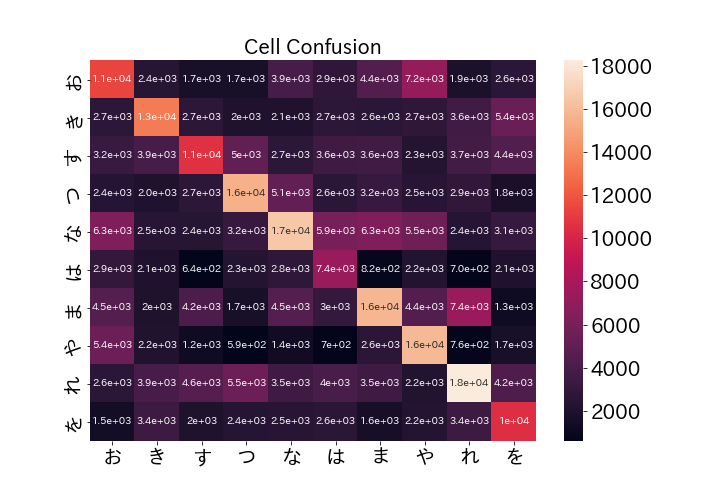 Cell Confusion
お 1.1e+04 2.4e+03 1.7e+03 1.7e+03 3.9e+03 2.9e+03 4.4e+03 7.2e+03 1.9e+03 2.6e+03
き 2.7e+03 1.3e+04 2.7e+03 2e+03 2.1e+03 2.7e+03 2.6e+03 2.7e+03 3.6e+03 5.4e+03
す 3.2e+03 3.9e+03 1.1e+04 5e+03 2.7e+03 3.6e+03 3.6e+03 2.3e+03 3.7e+03 4.4e+03
つ 2.4e+03 2.0e+03 2.7e+03 1.6e+04 5.1e+03 2.6e+03 3.2e+03 2.5e+03 2.9e+03 1.8e+03
な 6.3e+03 2.5e+03 2.4e+03 3.2e+03 1.7e+04 5.9e+03 6.3e+03 5.5e+03 2.4e+03 3.1e+03
は 2.9e+03 2.1e+03 6.4e+02 2.3e+03 2.8e+03 7.4e+03 8.2e+02 2.2e+03 7.0e+02 2.1e+03
ま 4.5e+03 2e+03 4.2e+03 1.7e+03 4.5e+03 3e+03 1.6e+04 4.4e+03 7.4e+03 1.3e+03
や 5.4e+03 2.2e+03 1.2e+03 5.9e+02 1.4e+03 7e+02 2.6e+03 1.6e+04 7.6e+02 1.7e+03
れ 2.6e+03 3.9e+03 4.6e+03 5.5e+03 3.5e+03 4e+03 3.5e+03 2.2e+03 1.8e+04 4.2e+03
を 1.5e+03 3.4e+03 2e+03 2.4e+03 2.5e+03 2.6e+03 1.6e+03 2.2e+03 3.4e+03 1e+04
お き す つ な は ま や れ を
18000
16000
14000
12000
10000
8000
6000
4000
2000